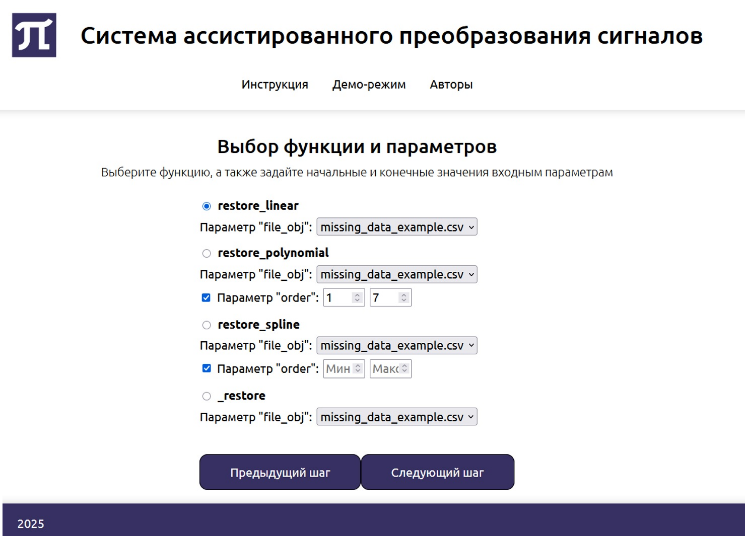 Система ассистированного преобразования сигналов
Инструкция Демо-режим Авторы
Выбор функции и параметров
Выберите функцию, а также задайте начальные и конечные значения входным параметрам
restore_linear
Параметр "file_obj": missing_data_example.csv
restore_polynomial
Параметр "file_obj": missing_data_example.csv
Параметр "order": 1 7
restore_spline
Параметр "file_obj": missing_data_example.csv
Параметр "order": Мин Макс
_restore
Параметр "file_obj": missing_data_example.csv
Предыдущий шаг Следующий шаг
2025